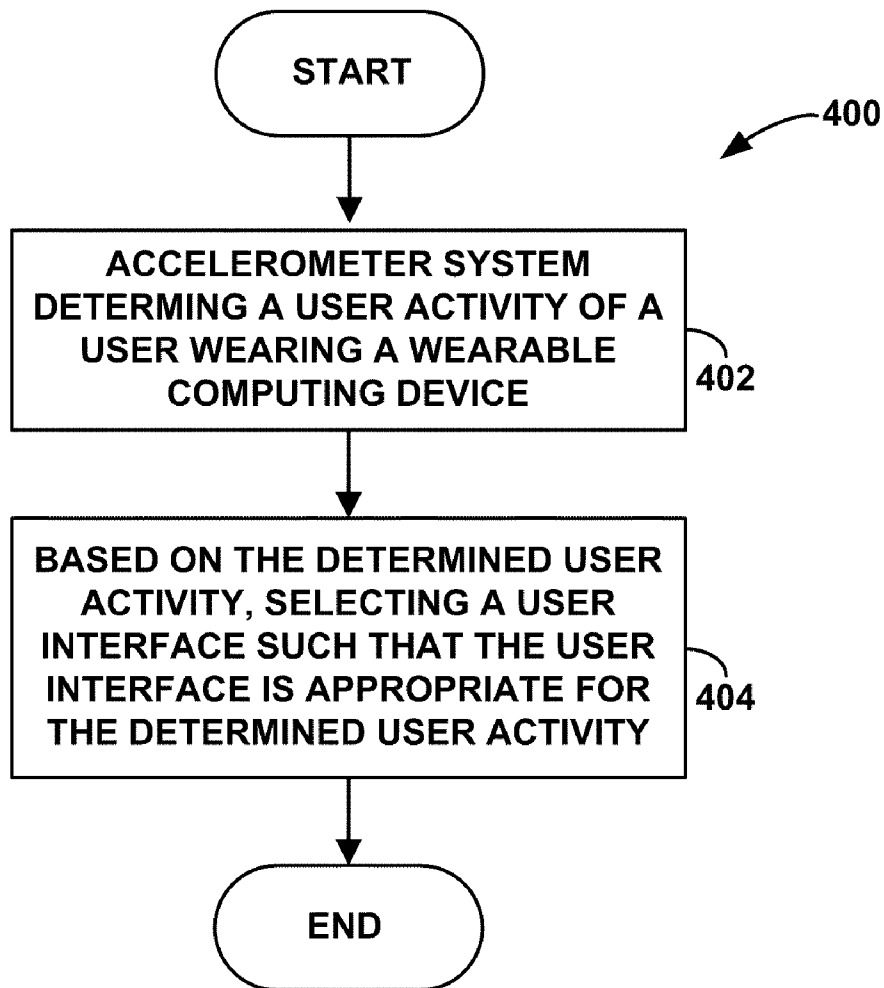 START
400
ACCELEROMETER SYSTEM
DETERMING A USER ACTIVITY OF A
USER WEARING A WEARABLE
COMPUTING DEVICE
402
BASED ON THE DETERMINED USER
ACTIVITY, SELECTING A USER
INTERFACE SUCH THAT THE USER
INTERFACE IS APPROPRIATE FOR
THE DETERMINED USER ACTIVITY
404
END